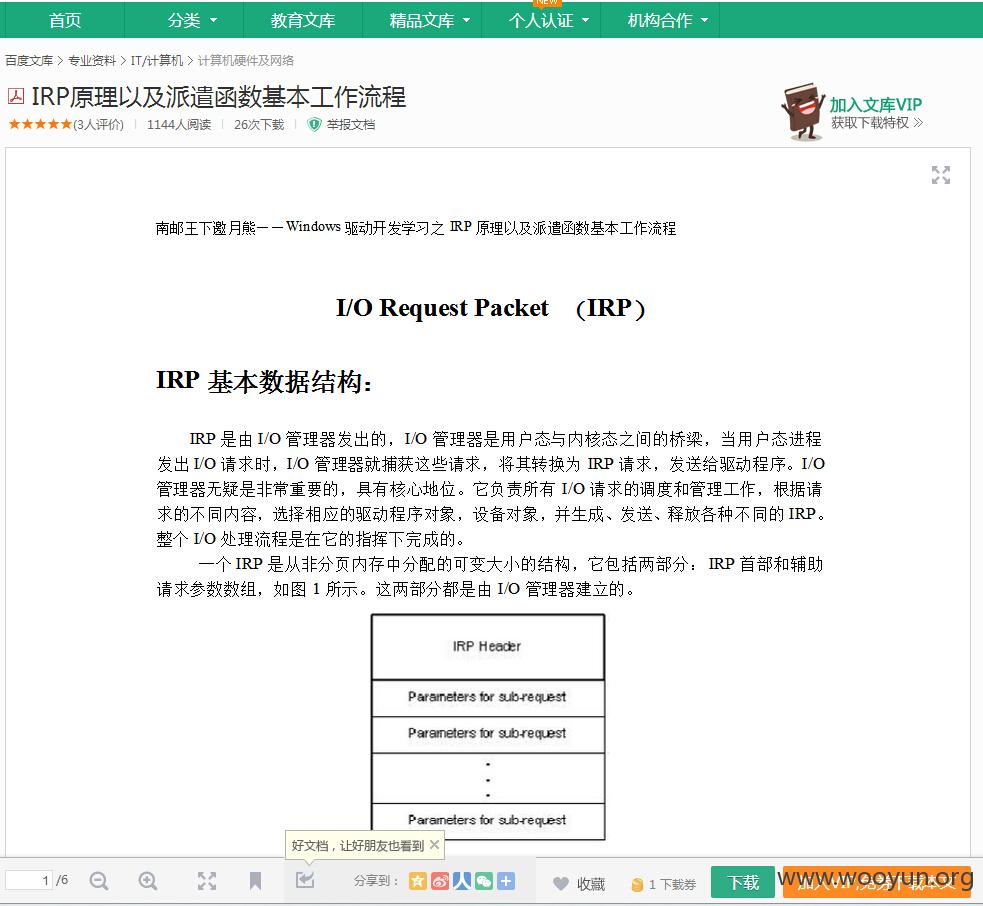 NEW
首页 分类 教育文库 精品文库 个人认证 机构合作
百度文库 > 专业资料 > IT/计算机 > 计算机硬件及网络
IRP原理以及派遣函数基本工作流程
(3人评价) 1144人阅读 26次下载 举报文档
加入文库VIP
获取下载特权 >>
南邮王下邀月熊——Windows 驱动开发学习之 IRP 原理以及派遣函数基本工作流程
I/O Request Packet （IRP）
IRP 基本数据结构：
IRP 是由 I/O 管理器发出的，I/O 管理器是用户态与内核态之间的桥梁，当用户态进程
发出 I/O 请求时，I/O 管理器就捕获这些请求，将其转换为 IRP 请求，发送给驱动程序。I/O
管理器无疑是非常重要的，具有核心地位。它负责所有 I/O 请求的调度和管理工作，根据请
求的不同内容，选择相应的驱动程序对象，设备对象，并生成、发送、释放各种不同的 IRP。
整个 I/O 处理流程是在它的指挥下完成的。
一个 IRP 是从非分页内存中分配的可变大小的结构，它包括两部分：IRP 首部和辅助
请求参数数组，如图 1 所示。这两部分都是由 I/O 管理器建立的。
IRP Header
Parameters for sub-request
Parameters for sub-request
Parameters for sub-request
好文档，让好朋友也看到 ×
1 /6 分享到： 收藏 1 下载券 下载 加入VIP,免券下载本文
www.wooyun.org